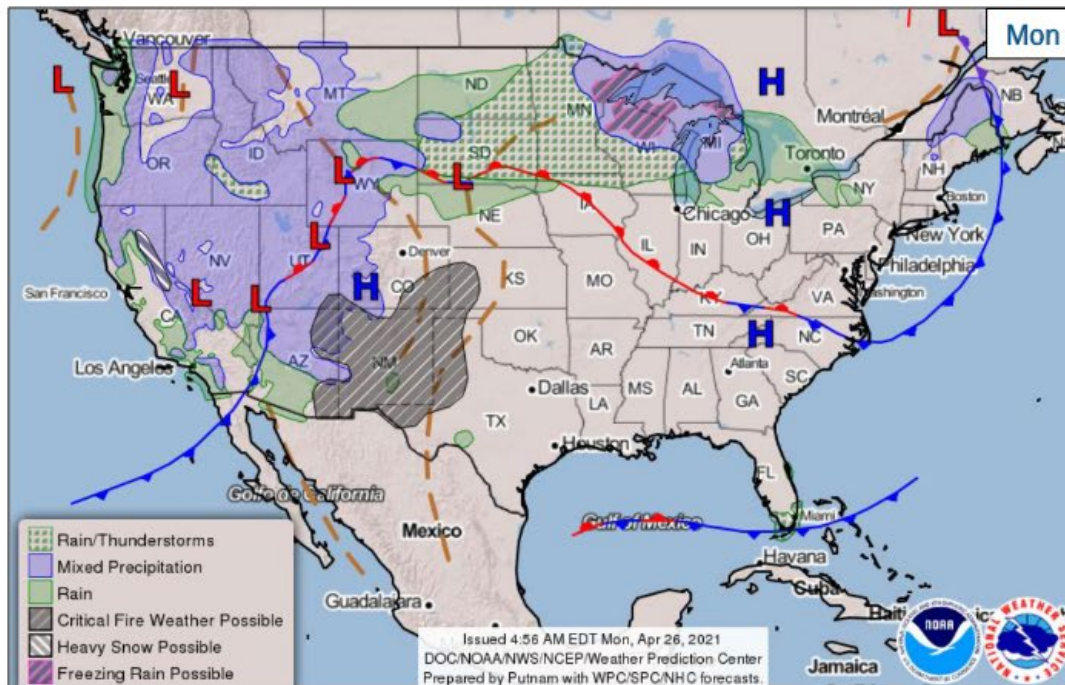 Mon
Vancouver
L
L
L
H
Seattle
WA
MT
ND
MN
Montréal
NB
OR
ID
SD
WI
MI
Toronto
NH
L
WY
L
NE
IA
Chicago
NY
Boston
H
OH
PA
New York
NV
UT
L
Denver
CO
KS
MO
IL
IN
Philadelphia
San Francisco
L
L
H
KY
VA
Washington
CA
Los Angeles
AZ
NM
OK
AR
TN
H
NC
Atlanta
SC
Dallas
MS
AL
GA
TX
LA
Houston
FL
Golfo de California
Mexico
Gulf of Mexico
Miami
Havana
Cuba
Guadalajara
Jamaica
Rain/Thunderstorms
Mixed Precipitation
Rain
Critical Fire Weather Possible
Heavy Snow Possible
Freezing Rain Possible
Issued 4:56 AM EDT Mon, Apr 26, 2021
DOC/NOAA/NWS/NCEP/Weather Prediction Center
Prepared by Putnam with WPC/SPC/NHC forecasts.
NOAA
NATIONAL WEATHER SERVICE